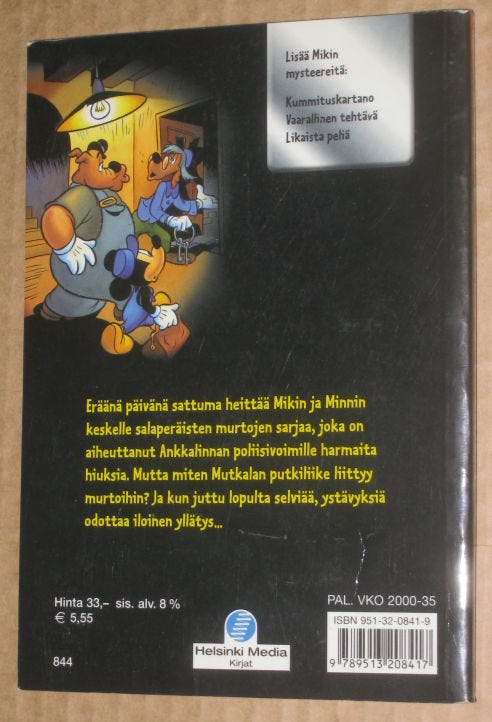 Lisää Mikin
mysteereitä:
Kummituskartano
Vaarallinen tehtävä
Likaista peliä
Eräänä päivänä sattuma heittää Mikin ja Minnin
keskelle salaperäisten murtojen sarjaa, joka on
aiheuttanut Ankkalinnan poliisivoimille harmaita
hiuksia. Mutta miten Mutkalan putkiliike liittyy
murtoihin? Ja kun juttu lopulta selviää, ystävyksiä
odottaa iloinen yllätys...
Hinta 33,– sis. alv. 8 %
€ 5,55
844
Helsinki Media
Kirjat
PAL. VKO 2000-35
ISBN 951-32-0841-9
9 789513 208417